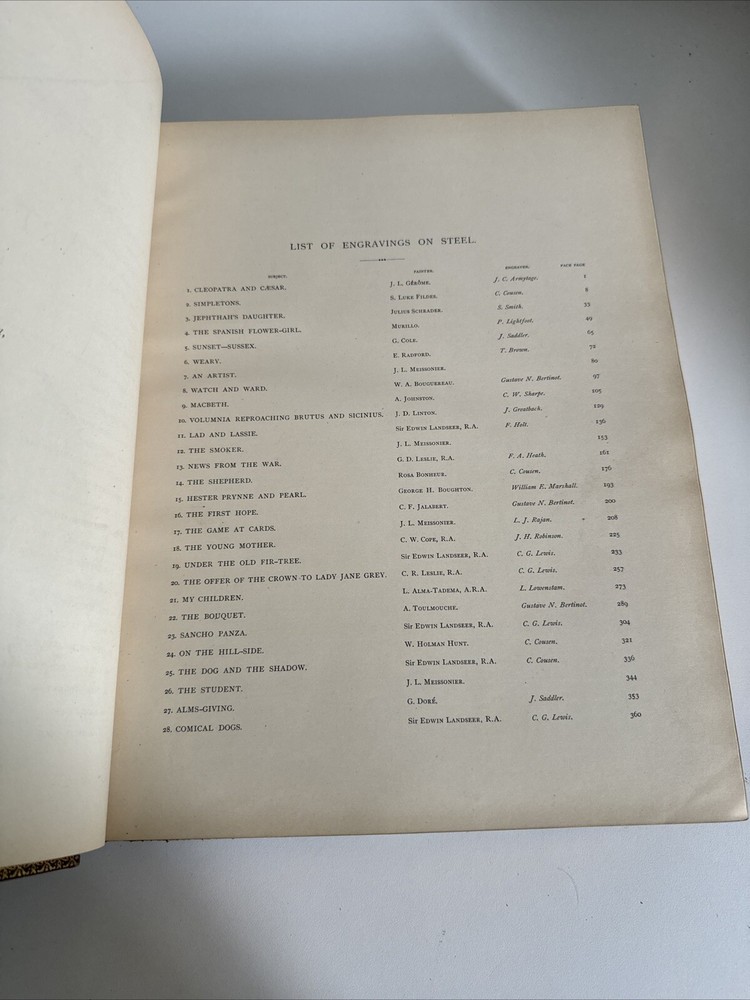 LIST OF ENGRAVINGS ON STEEL.
SUBJECT. PAINTER. ENGRAVER. FACE PAGE
1. CLEOPATRA AND CÆSAR. J. L. GÉRÔME. J. C. Armytage. 1
2. SIMPLETONS. S. LUKE FILDES. C. Cousen. 8
3. JEPHTHAH'S DAUGHTER. JULIUS SCHRADER. S. Smith. 33
4. THE SPANISH FLOWER-GIRL. MURILLO. P. Lightfoot. 49
5. SUNSET—SUSSEX. G. COLE. J. Saddler. 65
6. WEARY. E. RADFORD. T. Brown. 72
7. AN ARTIST. J. L. MEISSONIER. 80
8. WATCH AND WARD. W. A. BOUGUEREAU. Gustave N. Bertinot. 97
9. MACBETH. A. JOHNSTON. C. W. Sharpe. 105
10. VOLUMNIA REPROACHING BRUTUS AND SICINIUS. J. D. LINTON. J. Greatbach. 129
11. LAD AND LASSIE. Sir EDWIN LANDSEER, R.A. F. Holt. 136
12. THE SMOKER. J. L. MEISSONIER. 153
13. NEWS FROM THE WAR. G. D. LESLIE, R.A. F. A. Heath. 161
14. THE SHEPHERD. ROSA BONHEUR. C. Cousen. 176
15. HESTER PRYNNE AND PEARL. GEORGE H. BOUGHTON. William E. Marshall. 193
16. THE FIRST HOPE. C. F. JALABERT. Gustave N. Bertinot. 200
17. THE GAME AT CARDS. J. L. MEISSONIER. L. J. Rajan. 208
18. THE YOUNG MOTHER. C. W. COPE, R.A. J. H. Robinson. 225
19. UNDER THE OLD FIR-TREE. Sir EDWIN LANDSEER, R.A. C. G. Lewis. 233
20. THE OFFER OF THE CROWN TO LADY JANE GREY. C. R. LESLIE, R.A. C. G. Lewis. 257
21. MY CHILDREN. L. ALMA-TADEMA, A.R.A. L. Lowenstam. 273
22. THE BOUQUET. A. TOULMOUCHE. Gustave N. Bertinot. 289
23. SANCHO PANZA. Sir EDWIN LANDSEER, R.A. C. G. Lewis. 304
24. ON THE HILL-SIDE. W. HOLMAN HUNT. C. Cousen. 321
25. THE DOG AND THE SHADOW. Sir EDWIN LANDSEER, R.A. C. Cousen. 336
26. THE STUDENT. J. L. MEISSONIER. 344
27. ALMS-GIVING. G. DORÉ. J. Saddler. 353
28. COMICAL DOGS. Sir EDWIN LANDSEER, R.A. C. G. Lewis. 360